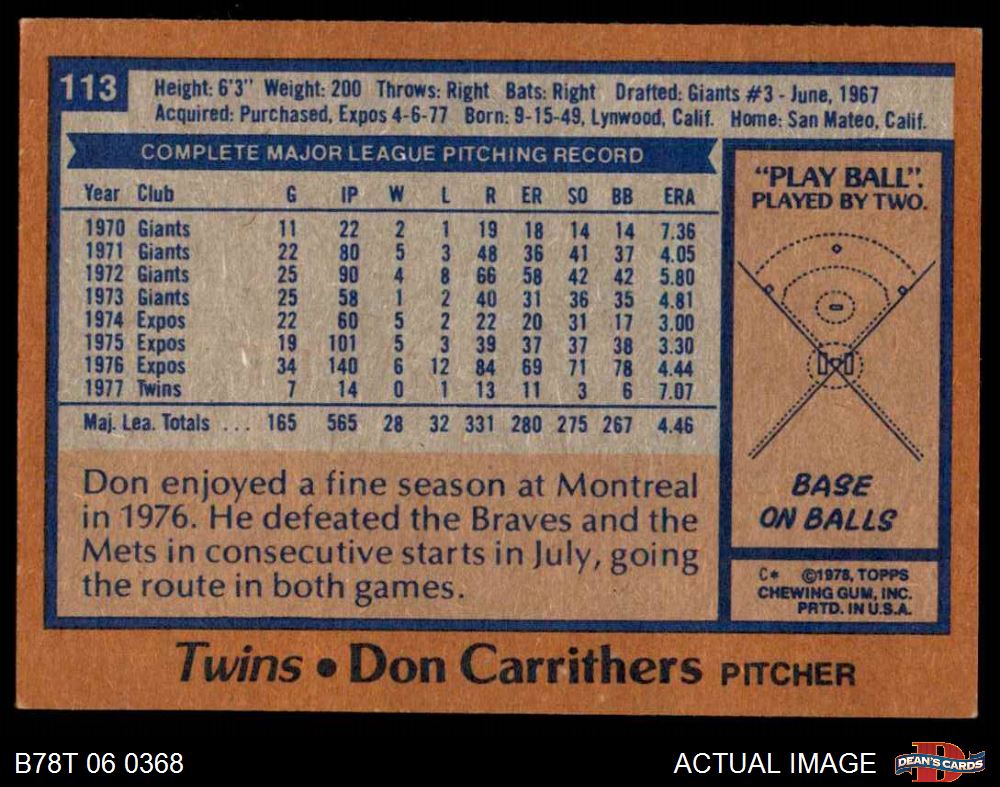 113
Height: 6'3" Weight: 200 Throws: Right Bats: Right Drafted: Giants #3 - June, 1967
Acquired: Purchased, Expos 4-6-77 Born: 9-15-49, Lynwood, Calif. Home: San Mateo, Calif.
COMPLETE MAJOR LEAGUE PITCHING RECORD
Year Club G IP W L R ER SO BB ERA
1970 Giants 11 22 2 1 19 18 14 14 7.36
1971 Giants 22 80 5 3 48 36 41 37 4.05
1972 Giants 25 90 4 8 66 58 42 42 5.80
1973 Giants 25 58 1 2 40 31 36 35 4.81
1974 Expos 22 60 5 2 22 20 31 17 3.00
1975 Expos 19 101 5 3 39 37 37 38 3.30
1976 Expos 34 140 6 12 84 69 71 78 4.44
1977 Twins 7 14 0 1 13 11 3 6 7.07
Maj. Lea. Totals ... 165 565 28 32 331 280 275 267 4.46
Don enjoyed a fine season at Montreal
in 1976. He defeated the Braves and the
Mets in consecutive starts in July, going
the route in both games.
"PLAY BALL".
PLAYED BY TWO.
BASE
ON BALLS
C* ©1978, TOPPS
CHEWING GUM, INC.
PRTD. IN U.S.A.
Twins • Don Carrithers PITCHER
B78T 06 0368
ACTUAL IMAGE
DEAN'S CARDS